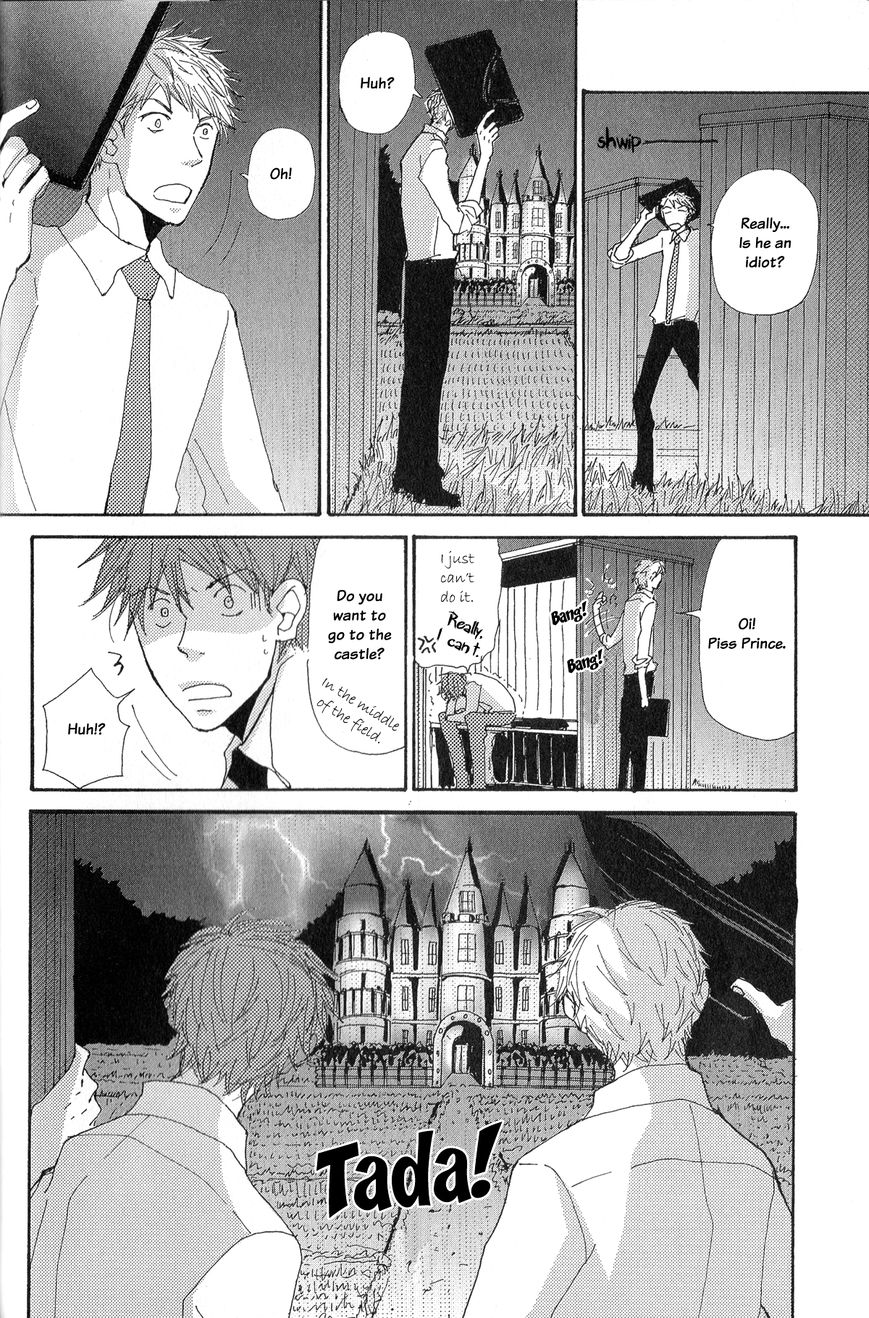 shwip
Really...
Is he an
idiot?
Huh?
Oh!
Oi!
Piss Prince.
Bang!
Bang!
I just
can't
do it.
Really,
can't.
Do you
want to
go to the
castle?
In the middle
of the field.
Huh!?
Tada!